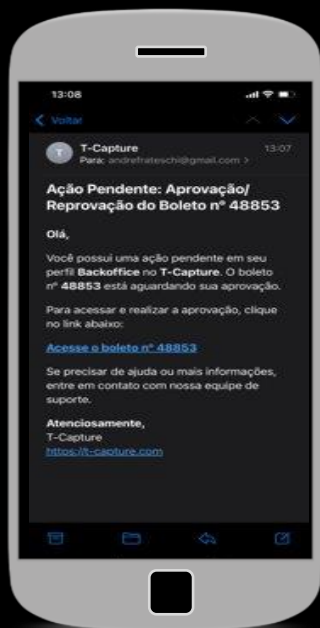 13:08
Voltar
T
T-Capture
13:07
Para: andrefrateschi@gmail.com >
Ação Pendente: Aprovação/
Reprovação do Boleto nº 48853
Olá,
Você possui uma ação pendente em seu
perfil Backoffice no T-Capture. O boleto
nº 48853 está aguardando sua aprovação.
Para acessar e realizar a aprovação, clique
no link abaixo:
Acesse o boleto nº 48853
Se precisar de ajuda ou mais informações,
entre em contato com nossa equipe de
suporte.
Atenciosamente,
T-Capture
https://t-capture.com